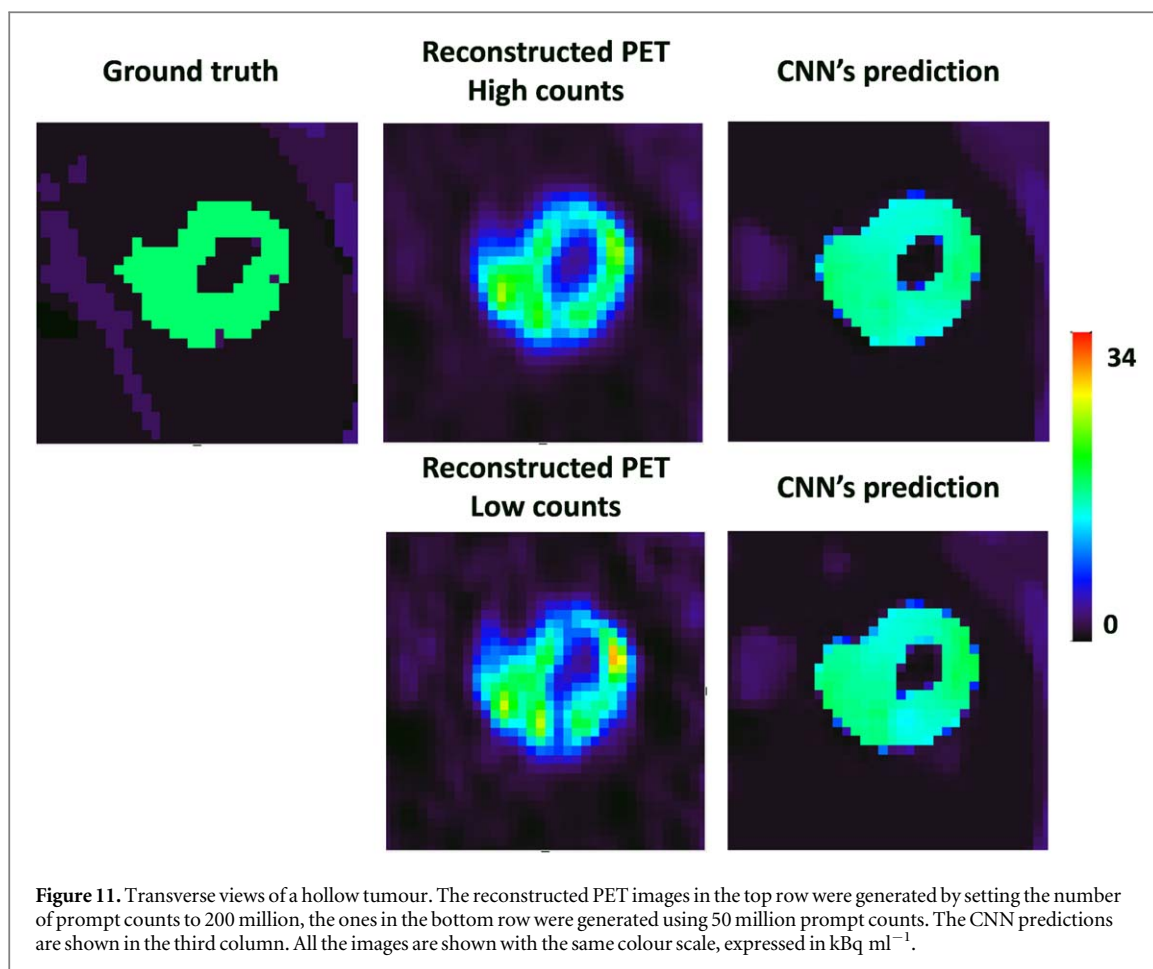 Ground truth
Reconstructed PET
High counts
CNN's prediction
34
0
Reconstructed PET
Low counts
CNN's prediction
Figure 11. Transverse views of a hollow tumour. The reconstructed PET images in the top row were generated by setting the number
of prompt counts to 200 million, the ones in the bottom row were generated using 50 million prompt counts. The CNN predictions
are shown in the third column. All the images are shown with the same colour scale, expressed in kBq ml⁻¹.